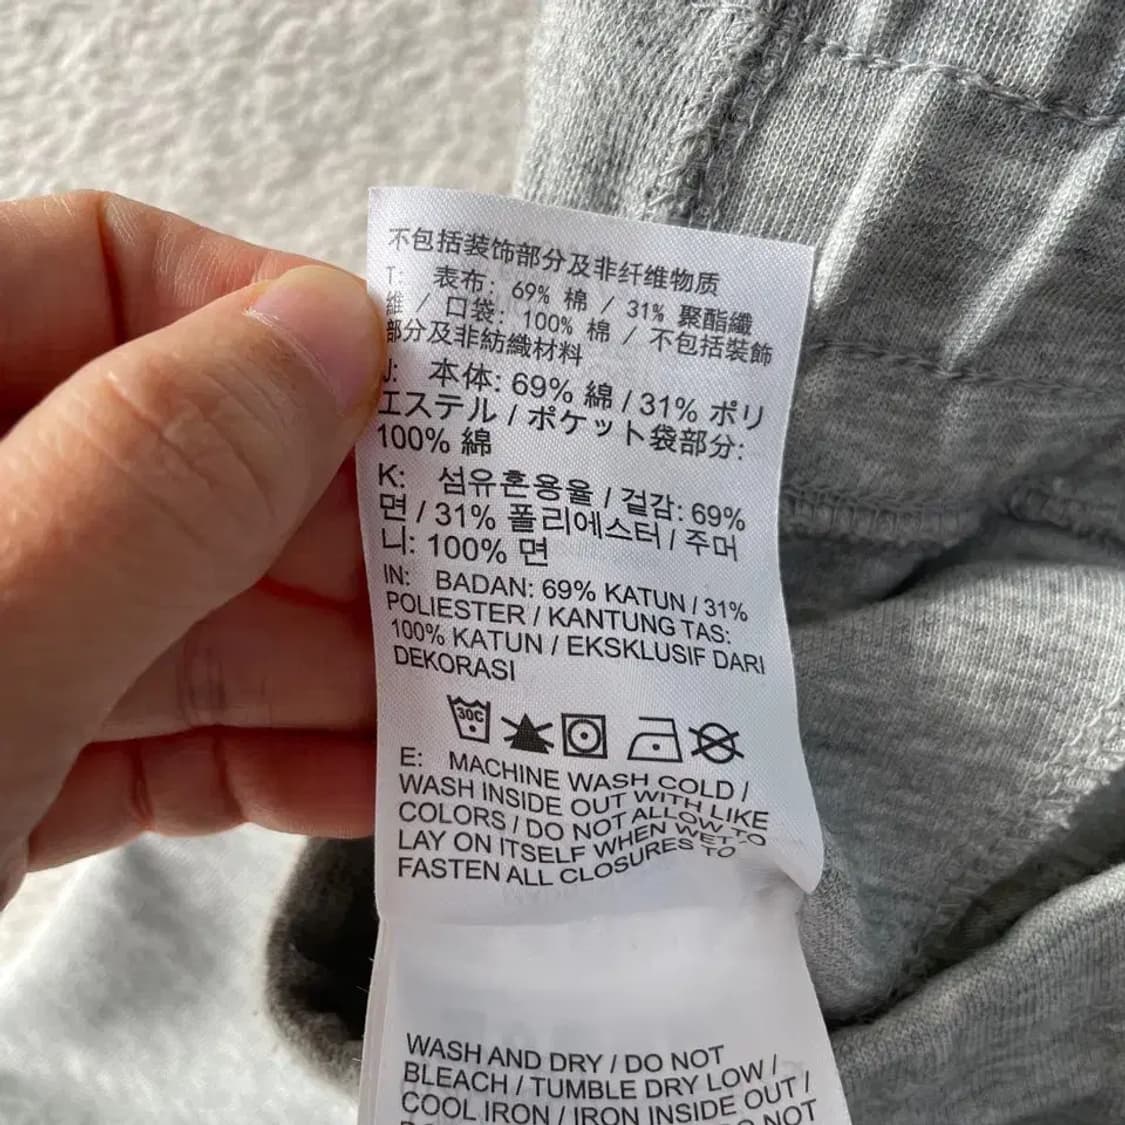 不包括装饰部分及非纤维物质
T: 表布: 69% 棉 / 31% 聚酯纖
維 / 口袋: 100% 棉 / 不包括裝飾
部分及非紡織材料
J: 本体: 69% 綿 / 31% ポリ
エステル / ポケット袋部分:
100% 綿
K: 섬유혼용율 / 겉감: 69%
면 / 31% 폴리에스터 / 주머
니: 100% 면
IN: BADAN: 69% KATUN / 31%
POLIESTER / KANTUNG TAS:
100% KATUN / EKSKLUSIF DARI
DEKORASI
30C
E: MACHINE WASH COLD /
WASH INSIDE OUT WITH LIKE
COLORS / DO NOT ALLOW TO
LAY ON ITSELF WHEN WET TO
FASTEN ALL CLOSURES TO
WASH AND DRY / DO NOT
BLEACH / TUMBLE DRY LOW /
COOL IRON / IRON INSIDE OUT /
NOT